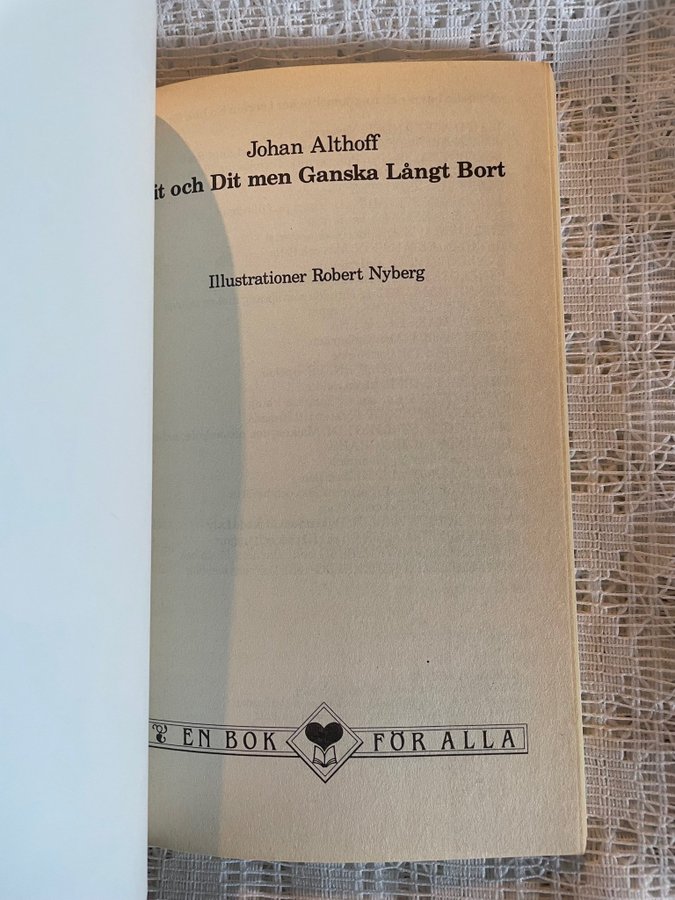 Johan Althoff
it och Dit men Ganska Långt Bort
Illustrationer Robert Nyberg
EN BOK FÖR ALLA